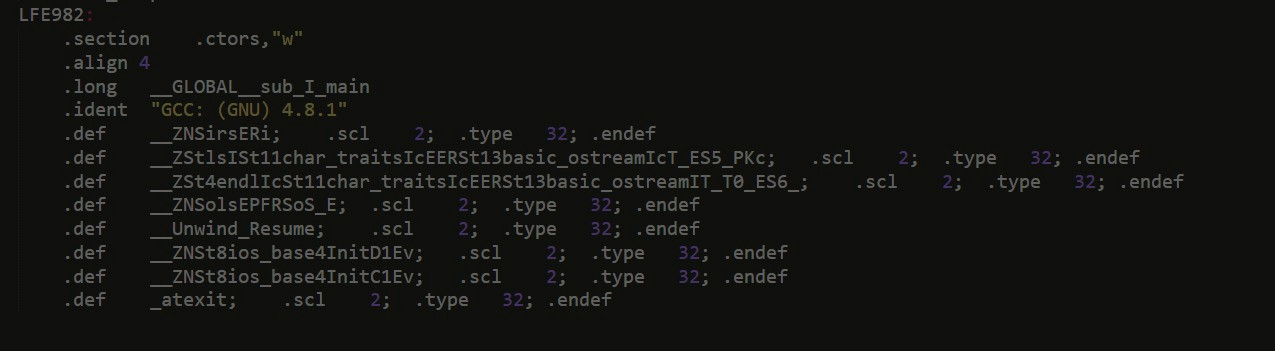 LFE982:
.section .ctors,"w"
.align 4
.long __GLOBAL__sub_I_main
.ident "GCC: (GNU) 4.8.1"
.def __ZNSirsERi; .scl 2; .type 32; .endef
.def __ZStlsISt11char_traitsIcEERSt13basic_ostreamIcT_ES5_PKc; .scl 2; .type 32; .endef
.def __ZSt4endlIcSt11char_traitsIcEERSt13basic_ostreamIT_T0_ES6_; .scl 2; .type 32; .endef
.def __ZNSolsEPFRSoS_E; .scl 2; .type 32; .endef
.def __Unwind_Resume; .scl 2; .type 32; .endef
.def __ZNSt8ios_base4InitD1Ev; .scl 2; .type 32; .endef
.def __ZNSt8ios_base4InitC1Ev; .scl 2; .type 32; .endef
.def _atexit; .scl 2; .type 32; .endef